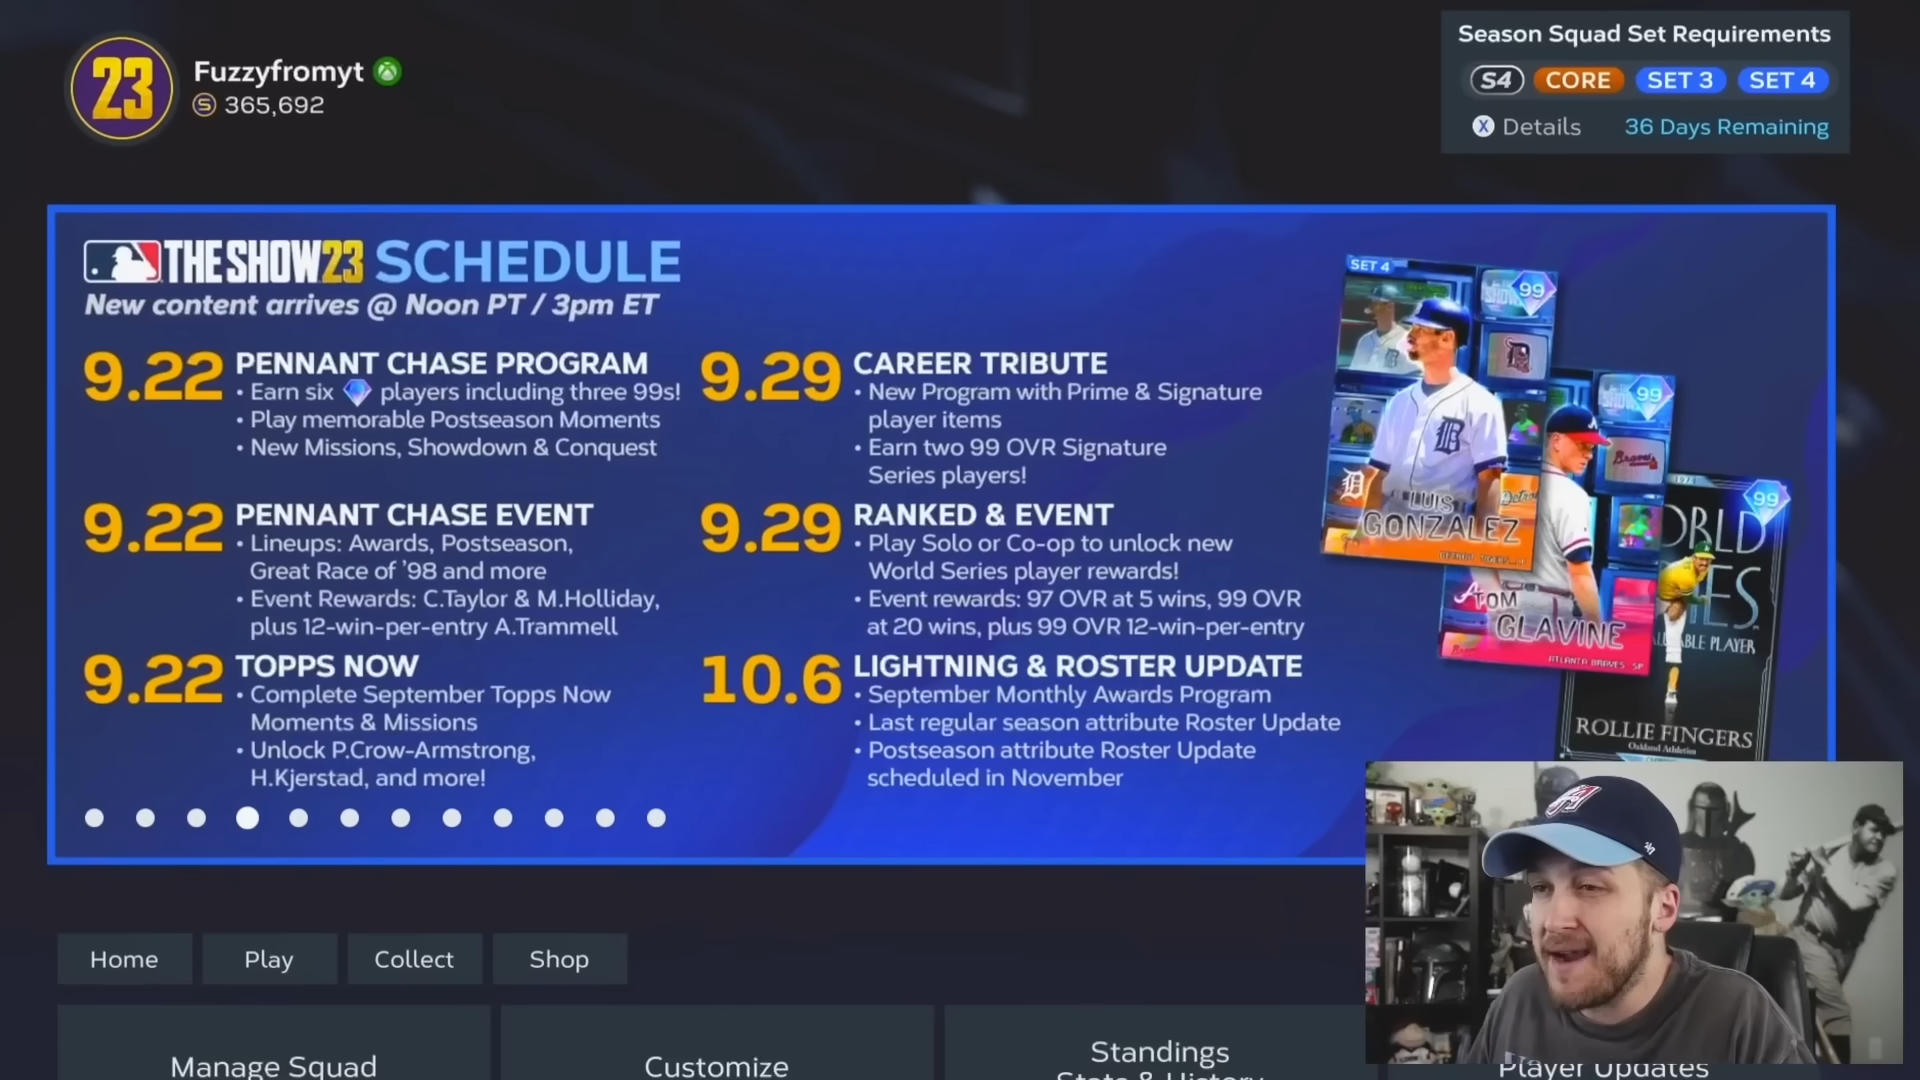 23
Fuzzyfromyt
S 365,692
Season Squad Set Requirements
S4 CORE SET 3 SET 4
X Details 36 Days Remaining
THE SHOW 23 SCHEDULE
New content arrives @ Noon PT / 3pm ET
9.22 PENNANT CHASE PROGRAM
• Earn six players including three 99s!
• Play memorable Postseason Moments
• New Missions, Showdown & Conquest
9.22 PENNANT CHASE EVENT
• Lineups: Awards, Postseason,
Great Race of '98 and more
• Event Rewards: C.Taylor & M.Holliday,
plus 12-win-per-entry A.Trammell
9.22 TOPPS NOW
• Complete September Topps Now
Moments & Missions
• Unlock P.Crow-Armstrong,
H.Kjerstad, and more!
9.29 CAREER TRIBUTE
• New Program with Prime & Signature
player items
• Earn two 99 OVR Signature
Series players!
9.29 RANKED & EVENT
• Play Solo or Co-op to unlock new
World Series player rewards!
• Event rewards: 97 OVR at 5 wins, 99 OVR
at 20 wins, plus 99 OVR 12-win-per-entry
10.6 LIGHTNING & ROSTER UPDATE
• September Monthly Awards Program
• Last regular season attribute Roster Update
• Postseason attribute Roster Update
scheduled in November
SET 4
99
LUIS
GONZALEZ
99
Braves
TOM
GLAVINE
ATLANTA BRAVES SP
99
ROLLIE FINGERS
Oakland Athletics
Home Play Collect Shop
Manage Squad
Customize
Standings
Stats & History
Player Updates